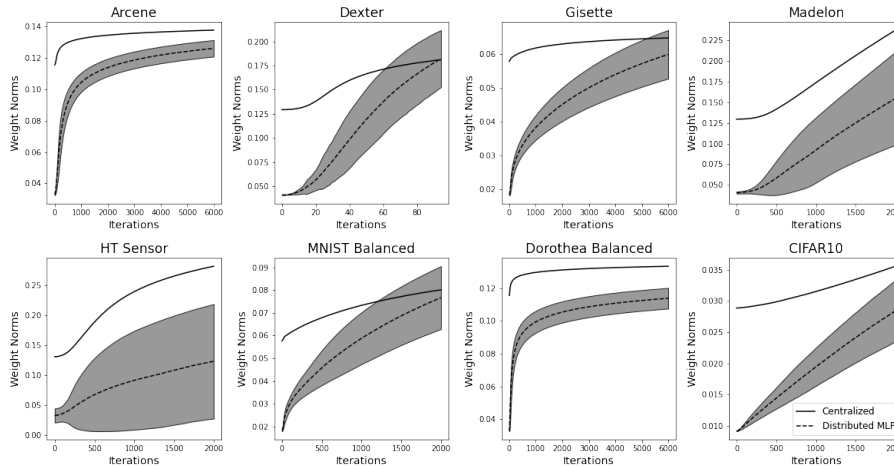 Arcene
Dexter
Gisette
Madelon
Weight Norms
0.14
0.12
0.10
0.08
0.06
0.04
0 1000 2000 3000 4000 5000 6000
Iterations
Weight Norms
0.200
0.175
0.150
0.125
0.100
0.075
0.050
0 20 40 60 80
Iterations
Weight Norms
0.06
0.05
0.04
0.03
0.02
0 1000 2000 3000 4000 5000 6000
Iterations
Weight Norms
0.225
0.200
0.175
0.150
0.125
0.100
0.075
0.050
0 500 1000 1500 200
Iterations
HT Sensor
MNIST Balanced
Dorothea Balanced
CIFAR10
Weight Norms
0.25
0.20
0.15
0.10
0.05
0.00
0 500 1000 1500 2000
Iterations
Weight Norms
0.09
0.08
0.07
0.06
0.05
0.04
0.03
0.02
0 500 1000 1500 2000
Iterations
Weight Norms
0.12
0.10
0.08
0.06
0.04
0 1000 2000 3000 4000 5000 6000
Iterations
Weight Norms
0.035
0.030
0.025
0.020
0.015
0.010
0 500 1000 1500 200
Iterations
Centralized
Distributed MLP